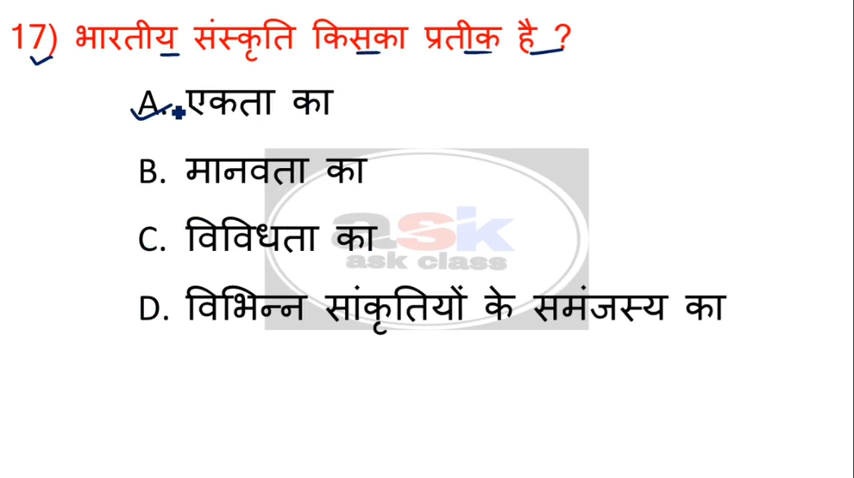 17) भारतीय संस्कृति किसका प्रतीक है ?
A. एकता का
B. मानवता का
C. विविधता का
D. विभिन्न सांकृतियों के समंजस्य का
ask
ask class